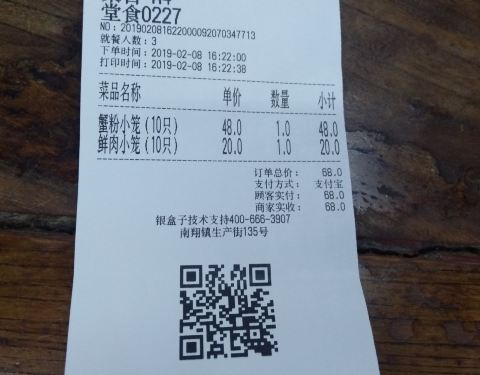 堂食0227
NO:20190208162200009207034771​3
就餐人数：3
下单时间：2019-02-08 16:22:00
打印时间：2019-02-08 16:22:38
菜品名称 单价 数量 小计
蟹粉小笼(10只) 48.0 1.0 48.0
鲜肉小笼(10只) 20.0 1.0 20.0
订单总价： 68.0
支付方式： 支付宝
顾客实付： 68.0
商家实收： 68.0
银盒子技术支持400-666-3907
南翔镇生产街135号